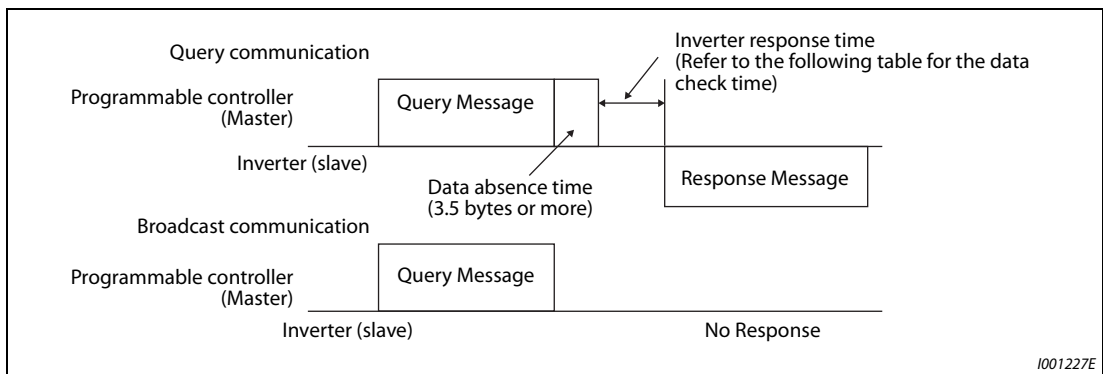 Query communication
Inverter response time
(Refer to the following table for the data
check time)
Programmable controller
(Master)
Query Message
Inverter (slave)
Data absence time
(3.5 bytes or more)
Response Message
Broadcast communication
Programmable controller
(Master)
Query Message
Inverter (slave)
No Response
I001227E